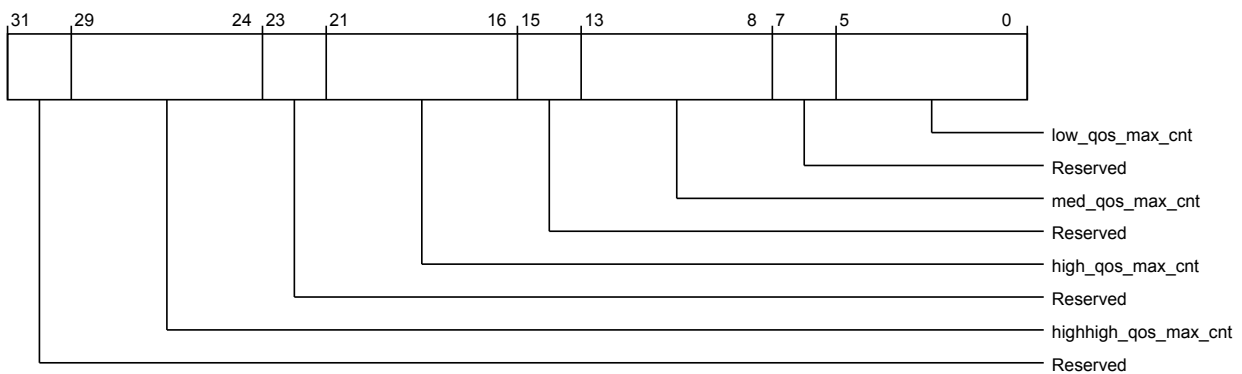 31 29 24 23 21 16 15 13 8 7 5 0
low_qos_max_cnt
Reserved
med_qos_max_cnt
Reserved
high_qos_max_cnt
Reserved
highhigh_qos_max_cnt
Reserved